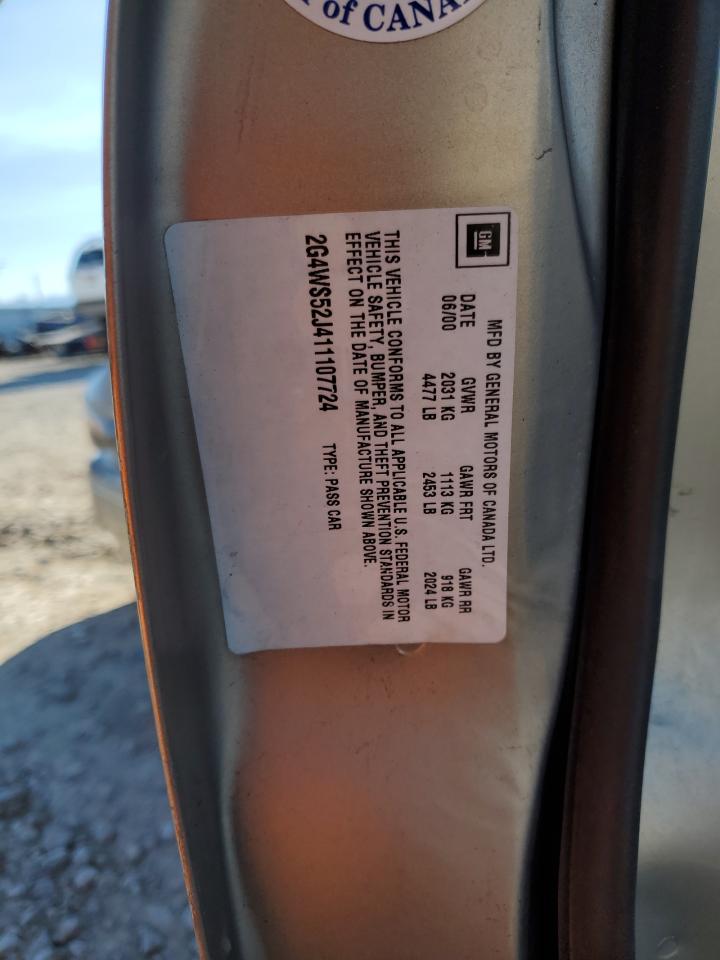 of CANA
GM
MFD BY GENERAL MOTORS OF CANADA LTD.
DATE GVWR GAWR FRT GAWR RR
06/00 2031 KG 1113 KG 918 KG
4477 LB 2453 LB 2024 LB
THIS VEHICLE CONFORMS TO ALL APPLICABLE U.S. FEDERAL MOTOR
VEHICLE SAFETY, BUMPER, AND THEFT PREVENTION STANDARDS IN
EFFECT ON THE DATE OF MANUFACTURE SHOWN ABOVE.
2G4WS52J411107724 TYPE: PASS CAR